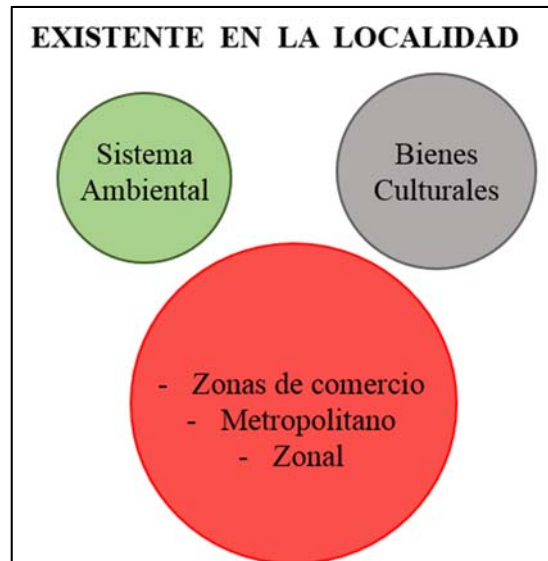 EXISTENTE EN LA LOCALIDAD
Sistema
Ambiental
Bienes
Culturales
- Zonas de comercio
- Metropolitano
- Zonal